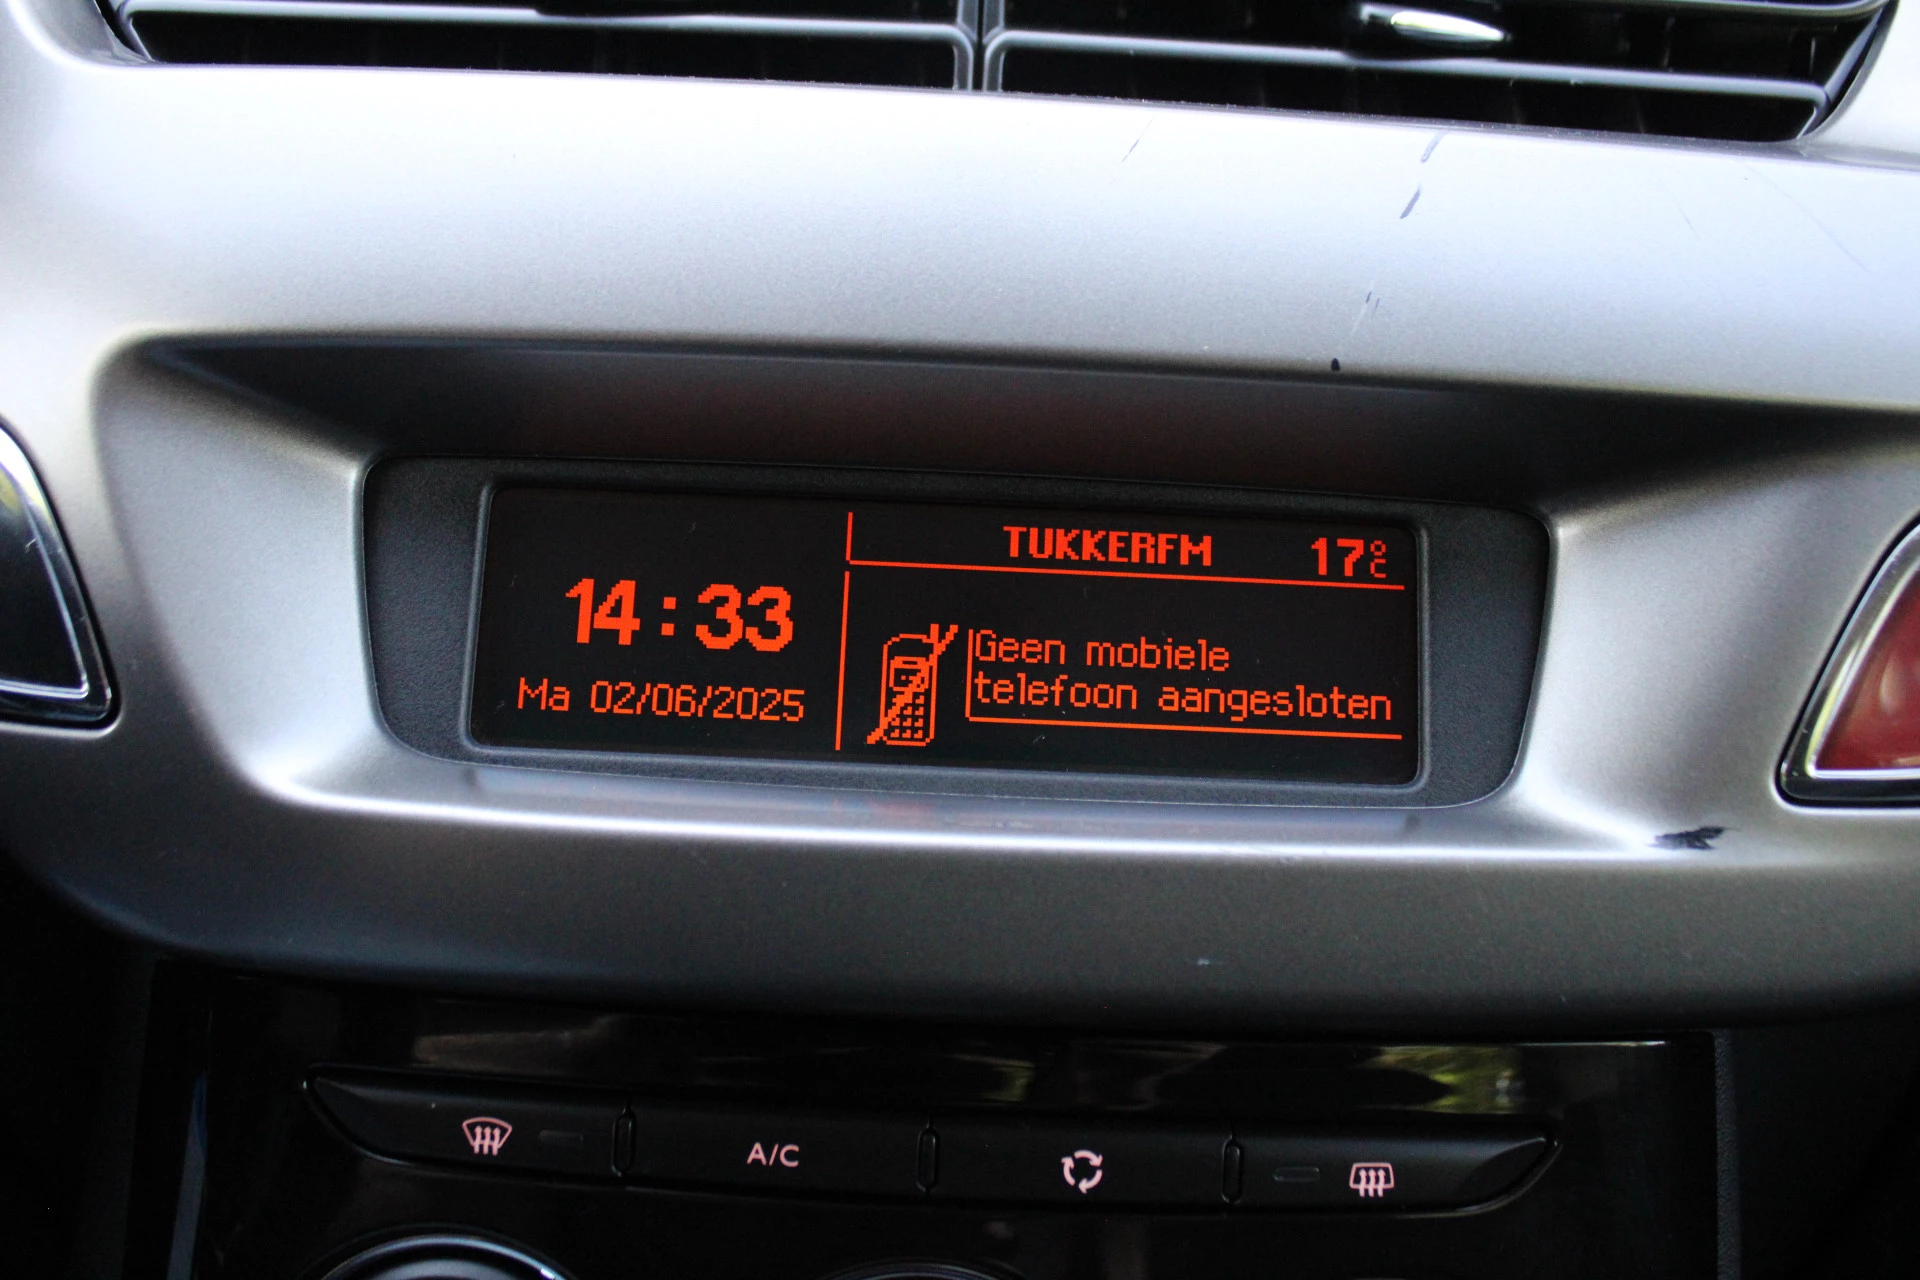 14:33
Ma 02/06/2025
TUKKERFM 17°C
Geen mobiele
telefoon aangesloten
A/C